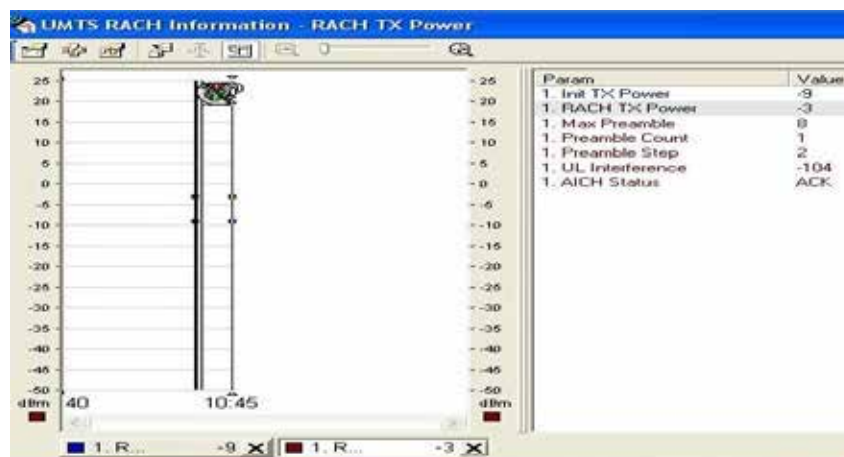 UMTS RACH Information - RACH TX Power
25
20
15
10
5
0
-5
-10
-15
-20
-25
-30
-35
-40
-45
-50
dBm
40 10:45
25
20
15
10
5
0
-5
-10
-15
-20
-25
-30
-35
-40
-45
-50
dBm
Param Value
1. Init TX Power -9
1. RACH TX Power -3
1. Max Preamble 8
1. Preamble Count 1
1. Preamble Step 2
1. UL Interference -104
1. AICH Status ACK
1. R... -9 1. R... -3